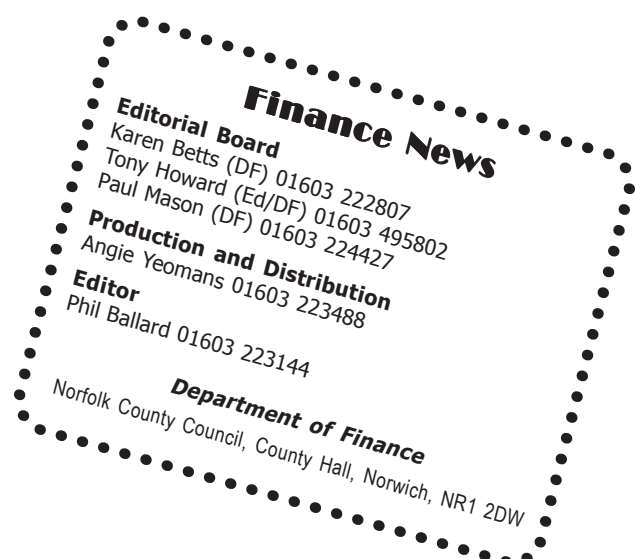 Finance News
Editorial Board
Karen Betts (DF) 01603 222807
Tony Howard (Ed/DF) 01603 495802
Paul Mason (DF) 01603 224427
Production and Distribution
Angie Yeomans 01603 223488
Editor
Phil Ballard 01603 223144
Department of Finance
Norfolk County Council, County Hall, Norwich, NR1 2DW